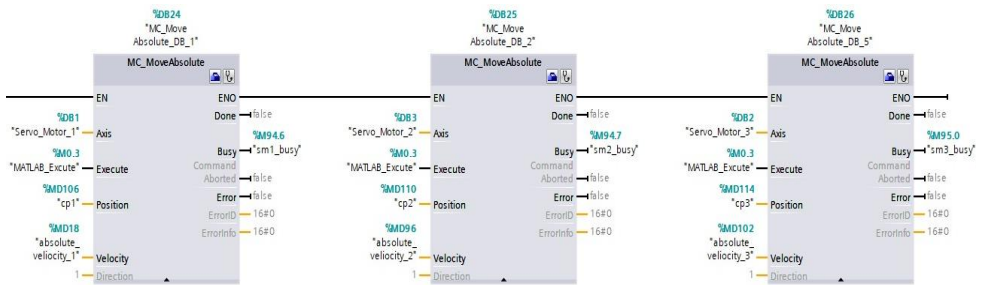 %DB24
"MC_Move
Absolute_DB_1"
MC_MoveAbsolute
EN
ENO
%DB1
"Servo_Motor_1"
Axis
Done
false
%M94.6
Busy
"sm1_busy"
%M0.3
"MATLAB_Excute"
Execute
Command
Aborted
false
%MD106
"cp1"
Position
Error
false
ErrorID
16#0
ErrorInfo
16#0
%MD18
"absolute_
veliocity_1"
Velocity
1
Direction
%DB25
"MC_Move
Absolute_DB_2"
MC_MoveAbsolute
EN
ENO
%DB3
"Servo_Motor_2"
Axis
Done
false
%M94.7
Busy
"sm2_busy"
%M0.3
"MATLAB_Excute"
Execute
Command
Aborted
false
%MD110
"cp2"
Position
Error
false
ErrorID
16#0
ErrorInfo
16#0
%MD96
"absolute_
veliocity_2"
Velocity
1
Direction
%DB26
"MC_Move
Absolute_DB_5"
MC_MoveAbsolute
EN
ENO
%DB2
"Servo_Motor_3"
Axis
Done
false
%M95.0
Busy
"sm3_busy"
%M0.3
"MATLAB_Excute"
Execute
Command
Aborted
false
%MD114
"cp3"
Position
Error
false
ErrorID
16#0
ErrorInfo
16#0
%MD102
"absolute_
veliocity_3"
Velocity
1
Direction